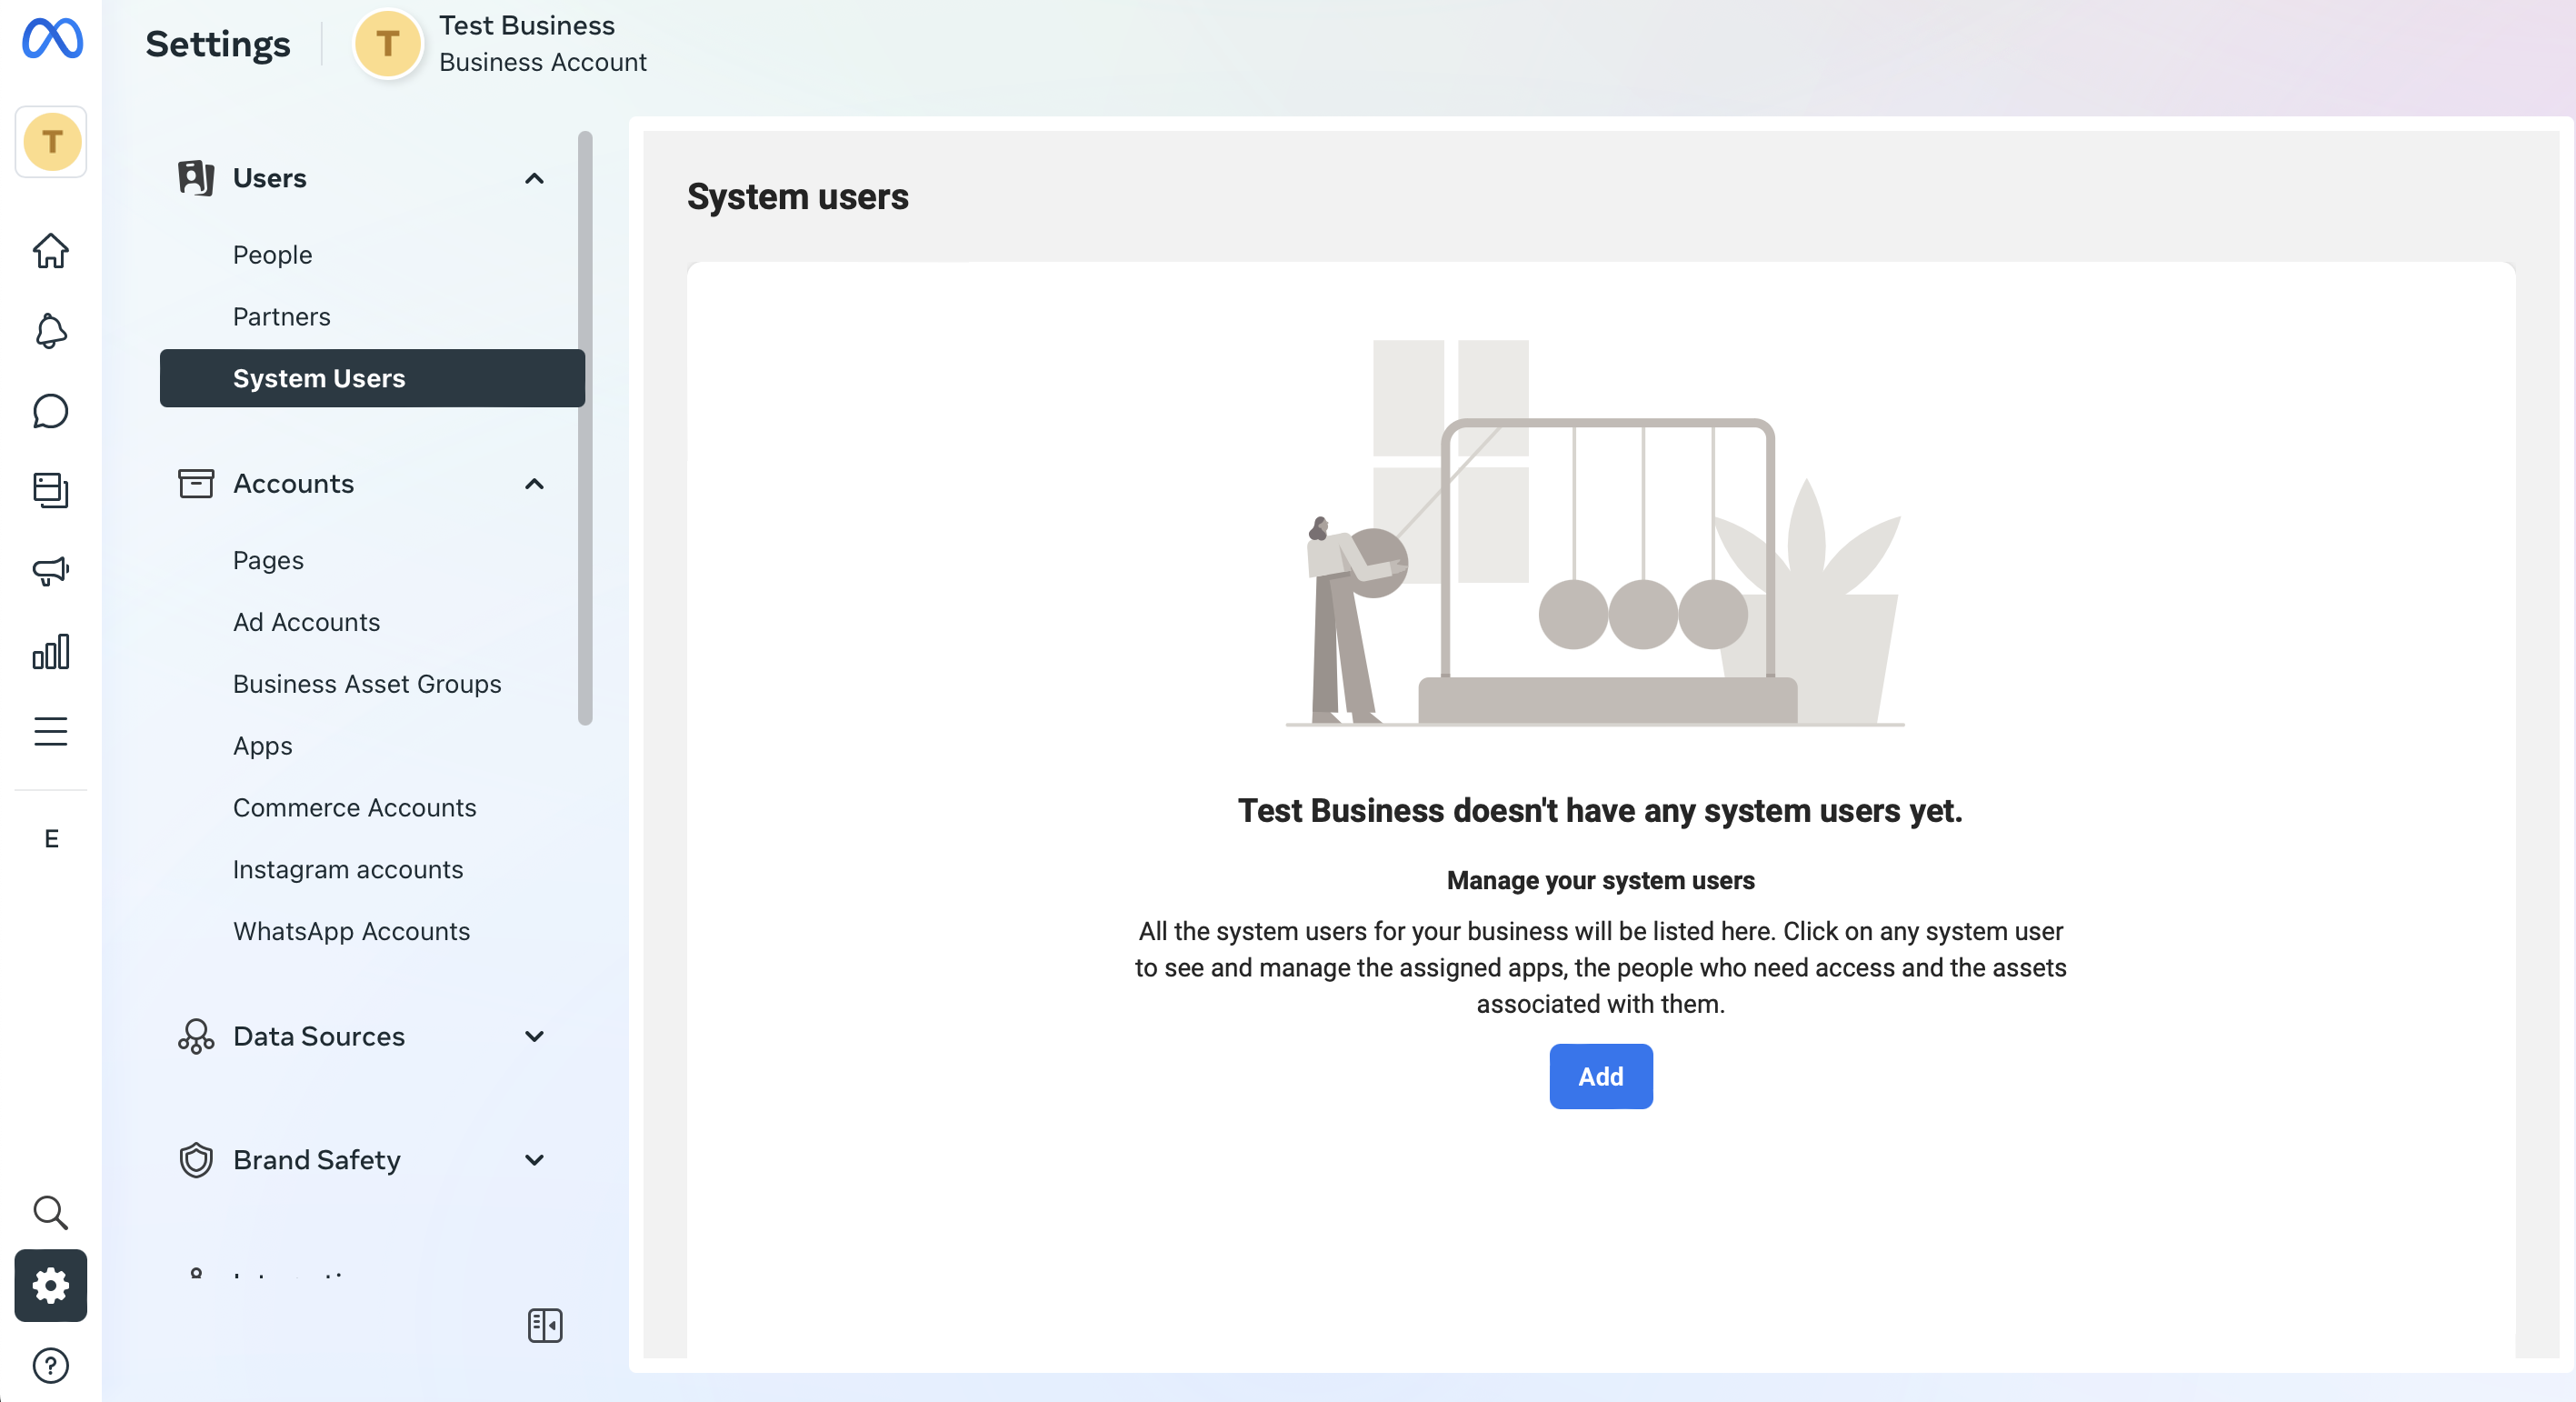 Settings
T
Test Business
Business Account
T
Users
People
Partners
System Users
Accounts
Pages
Ad Accounts
Business Asset Groups
Apps
Commerce Accounts
Instagram accounts
WhatsApp Accounts
Data Sources
Brand Safety
E
System users
Test Business doesn't have any system users yet.
Manage your system users
All the system users for your business will be listed here. Click on any system user
to see and manage the assigned apps, the people who need access and the assets
associated with them.
Add